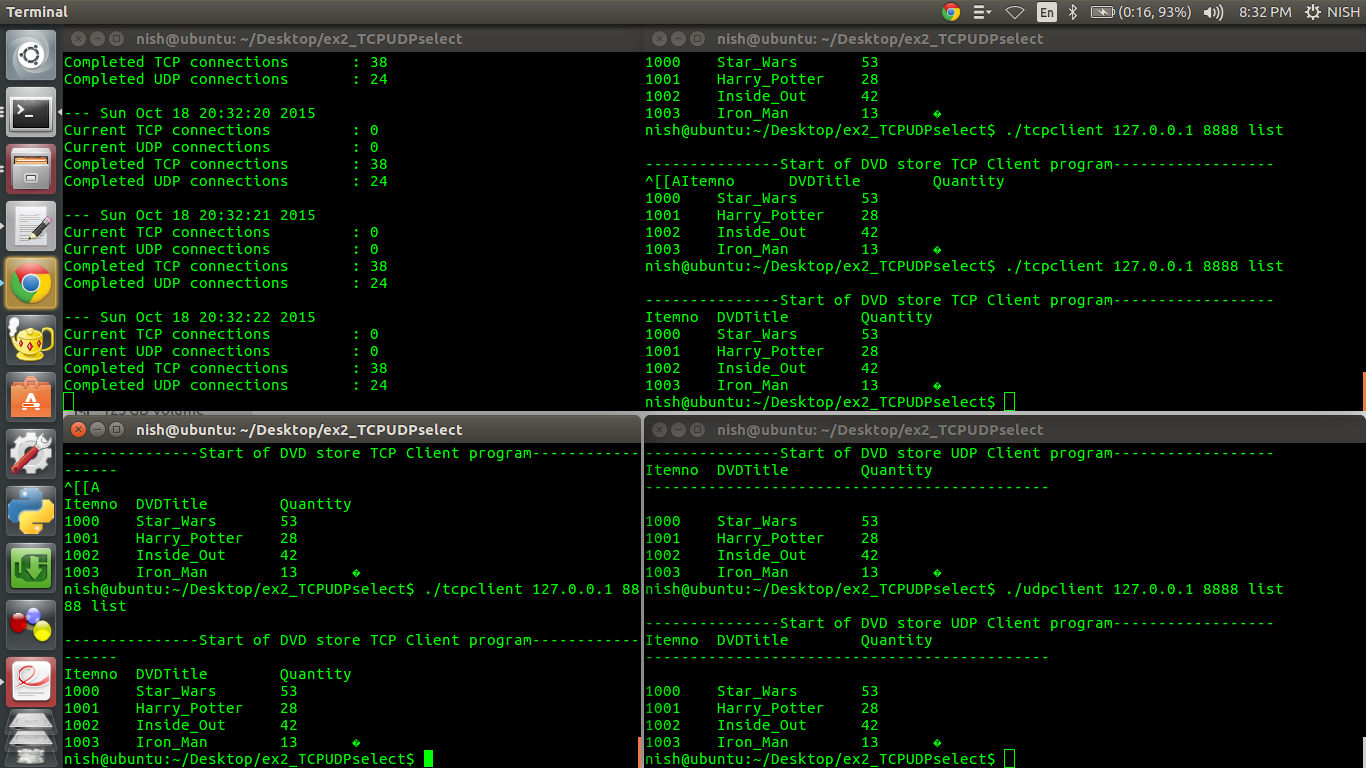 Terminal
En
(0:16, 93%)
8:32 PM
NISH
nish@ubuntu: ~/Desktop/ex2_TCPUDPselect
Completed TCP connections : 38
Completed UDP connections : 24
--- Sun Oct 18 20:32:20 2015
Current TCP connections : 0
Current UDP connections : 0
Completed TCP connections : 38
Completed UDP connections : 24
--- Sun Oct 18 20:32:21 2015
Current TCP connections : 0
Current UDP connections : 0
Completed TCP connections : 38
Completed UDP connections : 24
--- Sun Oct 18 20:32:22 2015
Current TCP connections : 0
Current UDP connections : 0
Completed TCP connections : 38
Completed UDP connections : 24
nish@ubuntu: ~/Desktop/ex2_TCPUDPselect
1000 Star_Wars 53
1001 Harry_Potter 28
1002 Inside_Out 42
1003 Iron_Man 13 �
nish@ubuntu:~/Desktop/ex2_TCPUDPselect$ ./tcpclient 127.0.0.1 8888 list
---------------Start of DVD store TCP Client program------------------
^[[AItemno DVDTitle Quantity
1000 Star_Wars 53
1001 Harry_Potter 28
1002 Inside_Out 42
1003 Iron_Man 13 �
nish@ubuntu:~/Desktop/ex2_TCPUDPselect$ ./tcpclient 127.0.0.1 8888 list
---------------Start of DVD store TCP Client program------------------
Itemno DVDTitle Quantity
1000 Star_Wars 53
1001 Harry_Potter 28
1002 Inside_Out 42
1003 Iron_Man 13 �
nish@ubuntu:~/Desktop/ex2_TCPUDPselect$
nish@ubuntu: ~/Desktop/ex2_TCPUDPselect
---------------Start of DVD store TCP Client program------------
------
^[[A
Itemno DVDTitle Quantity
1000 Star_Wars 53
1001 Harry_Potter 28
1002 Inside_Out 42
1003 Iron_Man 13 �
nish@ubuntu:~/Desktop/ex2_TCPUDPselect$ ./tcpclient 127.0.0.1 88
88 list
---------------Start of DVD store TCP Client program------------
------
Itemno DVDTitle Quantity
1000 Star_Wars 53
1001 Harry_Potter 28
1002 Inside_Out 42
1003 Iron_Man 13 �
nish@ubuntu:~/Desktop/ex2_TCPUDPselect$
nish@ubuntu: ~/Desktop/ex2_TCPUDPselect
---------------Start of DVD store UDP Client program------------------
Itemno DVDTitle Quantity
---------------------------------------------
1000 Star_Wars 53
1001 Harry_Potter 28
1002 Inside_Out 42
1003 Iron_Man 13 �
nish@ubuntu:~/Desktop/ex2_TCPUDPselect$ ./udpclient 127.0.0.1 8888 list
---------------Start of DVD store UDP Client program------------------
Itemno DVDTitle Quantity
---------------------------------------------
1000 Star_Wars 53
1001 Harry_Potter 28
1002 Inside_Out 42
1003 Iron_Man 13 �
nish@ubuntu:~/Desktop/ex2_TCPUDPselect$